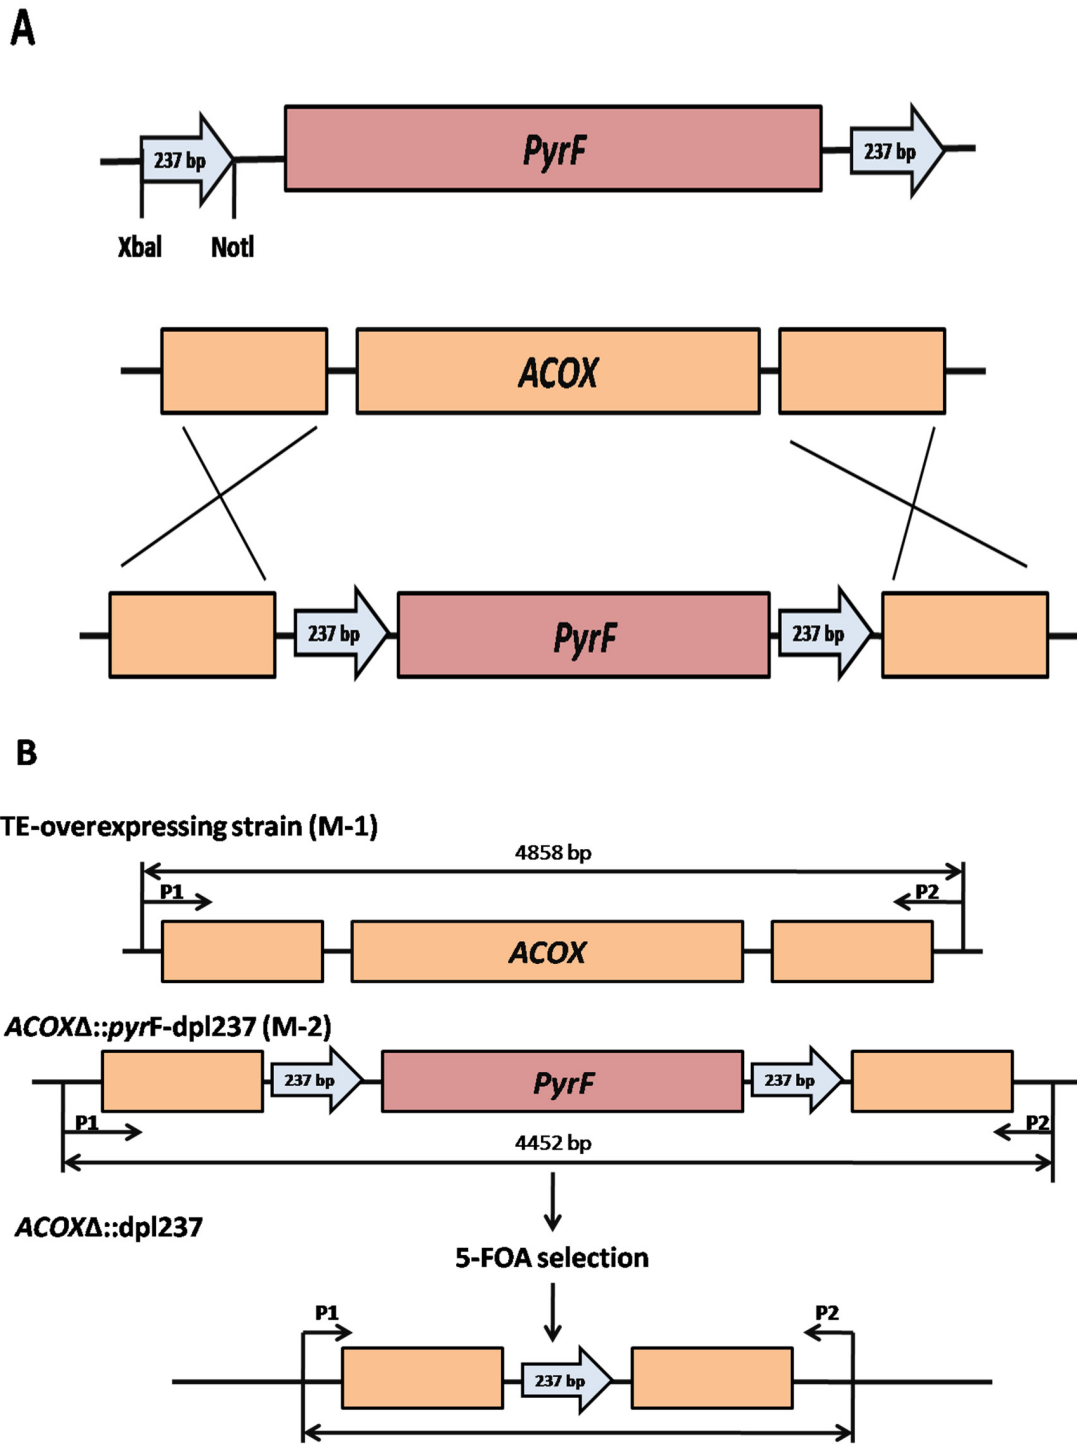 A
237 bp
PyrF
237 bp
XbaI NotI
ACOX
237 bp
PyrF
237 bp
B
TE-overexpressing strain (M-1)
4858 bp
P1 P2
ACOX
ACOXΔ::pyrF-dpl237 (M-2)
237 bp
PyrF
237 bp
P1 P2
4452 bp
ACOXΔ::dpl237
5-FOA selection
P1 P2
237 bp